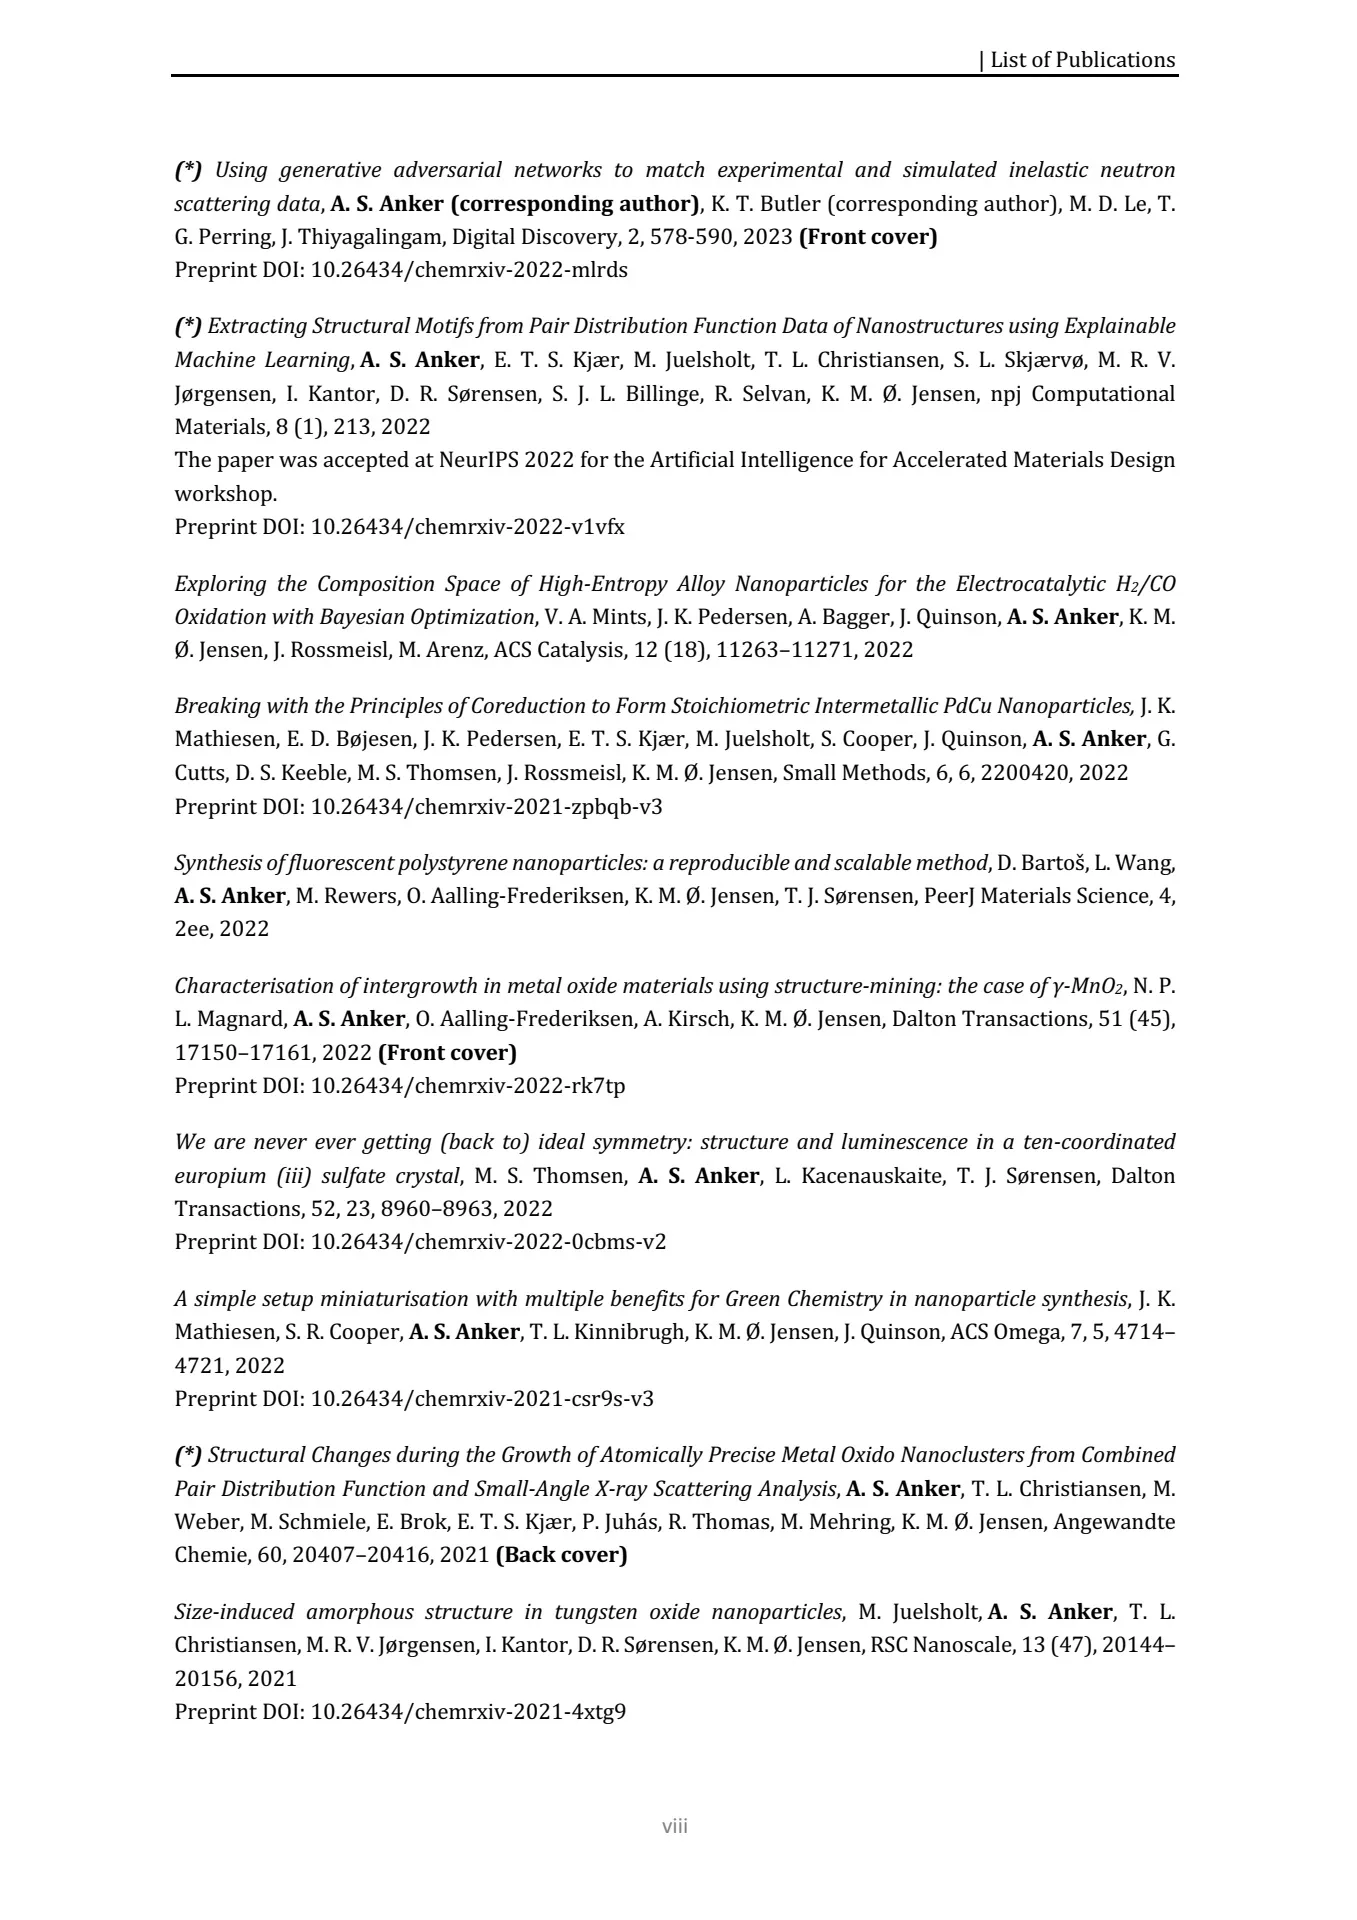 | List of Publications
(*) Using generative adversarial networks to match experimental and simulated inelastic neutron
scattering data, A. S. Anker (corresponding author), K. T. Butler (corresponding author), M. D. Le, T.
G. Perring, J. Thiyagalingam, Digital Discovery, 2, 578-590, 2023 (Front cover)
Preprint DOI: 10.26434/chemrxiv-2022-mlrds
(*) Extracting Structural Motifs from Pair Distribution Function Data of Nanostructures using Explainable
Machine Learning, A. S. Anker, E. T. S. Kjær, M. Juelsholt, T. L. Christiansen, S. L. Skjærvø, M. R. V.
Jørgensen, I. Kantor, D. R. Sørensen, S. J. L. Billinge, R. Selvan, K. M. Ø. Jensen, npj Computational
Materials, 8 (1), 213, 2022
The paper was accepted at NeurIPS 2022 for the Artificial Intelligence for Accelerated Materials Design
workshop.
Preprint DOI: 10.26434/chemrxiv-2022-v1vfx
Exploring the Composition Space of High-Entropy Alloy Nanoparticles for the Electrocatalytic H₂/CO
Oxidation with Bayesian Optimization, V. A. Mints, J. K. Pedersen, A. Bagger, J. Quinson, A. S. Anker, K. M.
Ø. Jensen, J. Rossmeisl, M. Arenz, ACS Catalysis, 12 (18), 11263–11271, 2022
Breaking with the Principles of Coreduction to Form Stoichiometric Intermetallic PdCu Nanoparticles, J. K.
Mathiesen, E. D. Bøjesen, J. K. Pedersen, E. T. S. Kjær, M. Juelsholt, S. Cooper, J. Quinson, A. S. Anker, G.
Cutts, D. S. Keeble, M. S. Thomsen, J. Rossmeisl, K. M. Ø. Jensen, Small Methods, 6, 6, 2200420, 2022
Preprint DOI: 10.26434/chemrxiv-2021-zpbqb-v3
Synthesis of fluorescent polystyrene nanoparticles: a reproducible and scalable method, D. Bartoš, L. Wang,
A. S. Anker, M. Rewers, O. Aalling-Frederiksen, K. M. Ø. Jensen, T. J. Sørensen, PeerJ Materials Science, 4,
2ee, 2022
Characterisation of intergrowth in metal oxide materials using structure-mining: the case of γ-MnO₂, N. P.
L. Magnard, A. S. Anker, O. Aalling-Frederiksen, A. Kirsch, K. M. Ø. Jensen, Dalton Transactions, 51 (45),
17150–17161, 2022 (Front cover)
Preprint DOI: 10.26434/chemrxiv-2022-rk7tp
We are never ever getting (back to) ideal symmetry: structure and luminescence in a ten-coordinated
europium (iii) sulfate crystal, M. S. Thomsen, A. S. Anker, L. Kacenauskaite, T. J. Sørensen, Dalton
Transactions, 52, 23, 8960–8963, 2022
Preprint DOI: 10.26434/chemrxiv-2022-0cbms-v2
A simple setup miniaturisation with multiple benefits for Green Chemistry in nanoparticle synthesis, J. K.
Mathiesen, S. R. Cooper, A. S. Anker, T. L. Kinnibrugh, K. M. Ø. Jensen, J. Quinson, ACS Omega, 7, 5, 4714–
4721, 2022
Preprint DOI: 10.26434/chemrxiv-2021-csr9s-v3
(*) Structural Changes during the Growth of Atomically Precise Metal Oxido Nanoclusters from Combined
Pair Distribution Function and Small-Angle X-ray Scattering Analysis, A. S. Anker, T. L. Christiansen, M.
Weber, M. Schmiele, E. Brok, E. T. S. Kjær, P. Juhás, R. Thomas, M. Mehring, K. M. Ø. Jensen, Angewandte
Chemie, 60, 20407–20416, 2021 (Back cover)
Size-induced amorphous structure in tungsten oxide nanoparticles, M. Juelsholt, A. S. Anker, T. L.
Christiansen, M. R. V. Jørgensen, I. Kantor, D. R. Sørensen, K. M. Ø. Jensen, RSC Nanoscale, 13 (47), 20144–
20156, 2021
Preprint DOI: 10.26434/chemrxiv-2021-4xtg9
viii